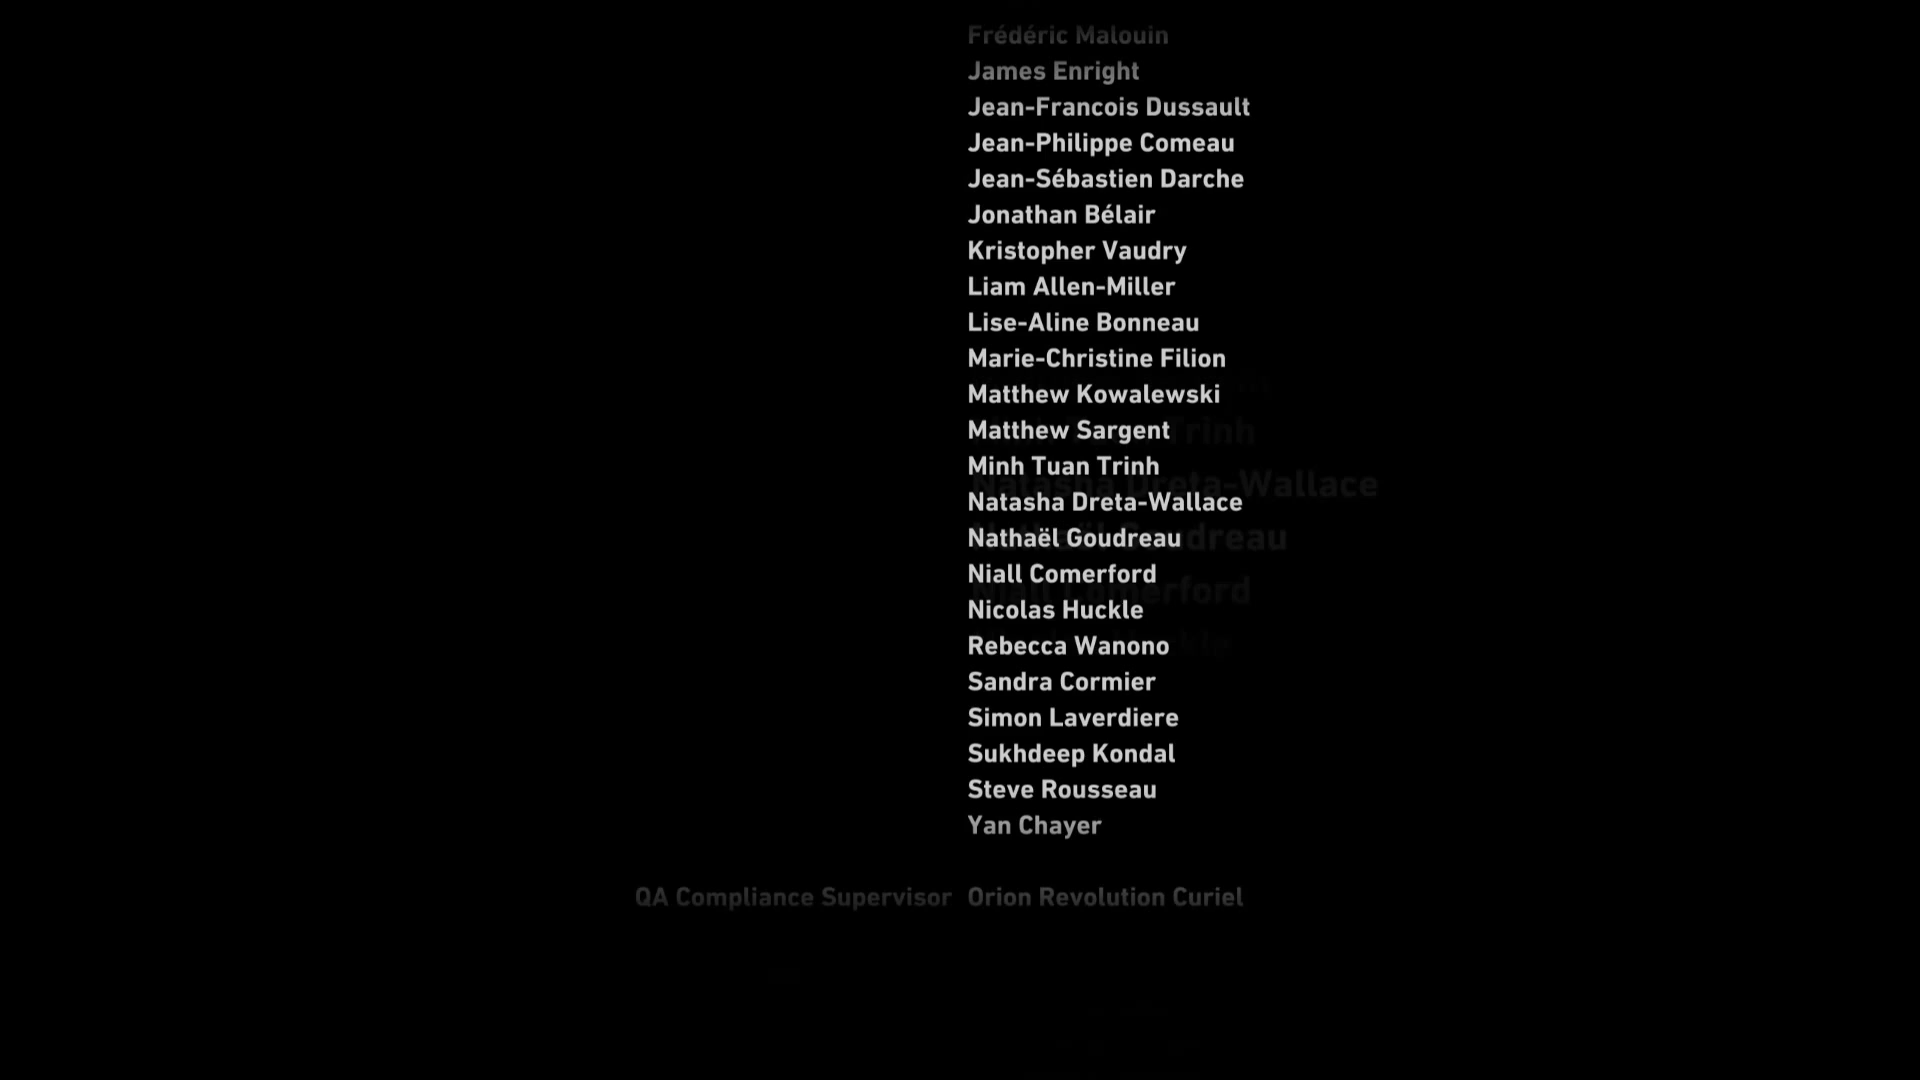 Frédéric Malouin
James Enright
Jean-Francois Dussault
Jean-Philippe Comeau
Jean-Sébastien Darche
Jonathan Bélair
Kristopher Vaudry
Liam Allen-Miller
Lise-Aline Bonneau
Marie-Christine Filion
Matthew Kowalewski
Matthew Sargent
Minh Tuan Trinh
Natasha Dreta-Wallace
Nathaël Goudreau
Niall Comerford
Nicolas Huckle
Rebecca Wanono
Sandra Cormier
Simon Laverdiere
Sukhdeep Kondal
Steve Rousseau
Yan Chayer
QA Compliance Supervisor Orion Revolution Curiel